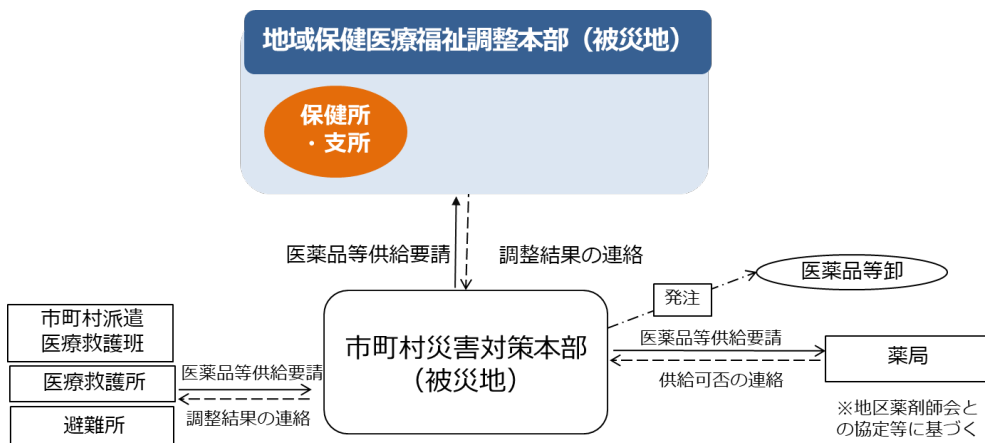 地域保健医療福祉調整本部（被災地）
保健所
・支所
医薬品等供給要請
調整結果の連絡
医薬品等卸
発注
市町村派遣
医療救護班
医療救護所
避難所
医薬品等供給要請
調整結果の連絡
市町村災害対策本部
（被災地）
医薬品等供給要請
供給可否の連絡
薬局
※地区薬剤師会と
の協定等に基づく